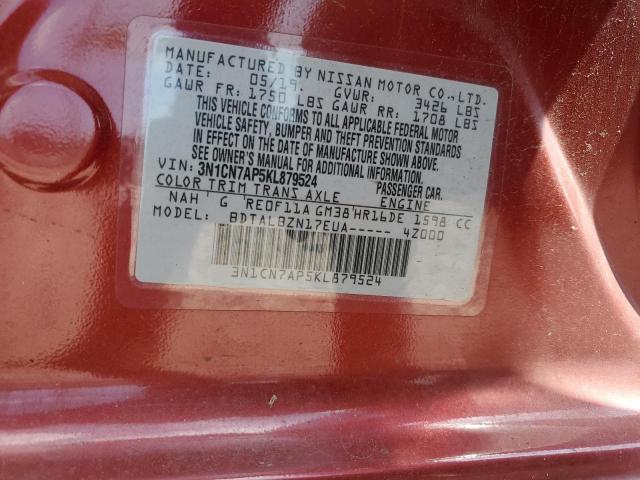 MANUFACTURED BY NISSAN MOTOR CO.,LTD.
DATE: 05/19. GVWR: 3426 LBS
GAWR FR: 1750 LBS GAWR RR: 1708 LBS
THIS VEHICLE CONFORMS TO ALL APPLICABLE FEDERAL MOTOR
VEHICLE SAFETY, BUMPER AND THEFT PREVENTION STANDARDS
IN EFFECT ON THE DATE OF MANUFACTURE SHOWN ABOVE.
SEE OWNER'S MANUAL FOR ADDITIONAL INFORMATION.
VIN: 3N1CN7AP5KL879524 PASSENGER CAR.
COLOR TRIM TRANS AXLE ENGINE
NAH G RE0F11A GM38 HR16DE 1598 CC
MODEL: BDTALBZN17EUA----- 4Z000
3N1CN7AP5KL879524